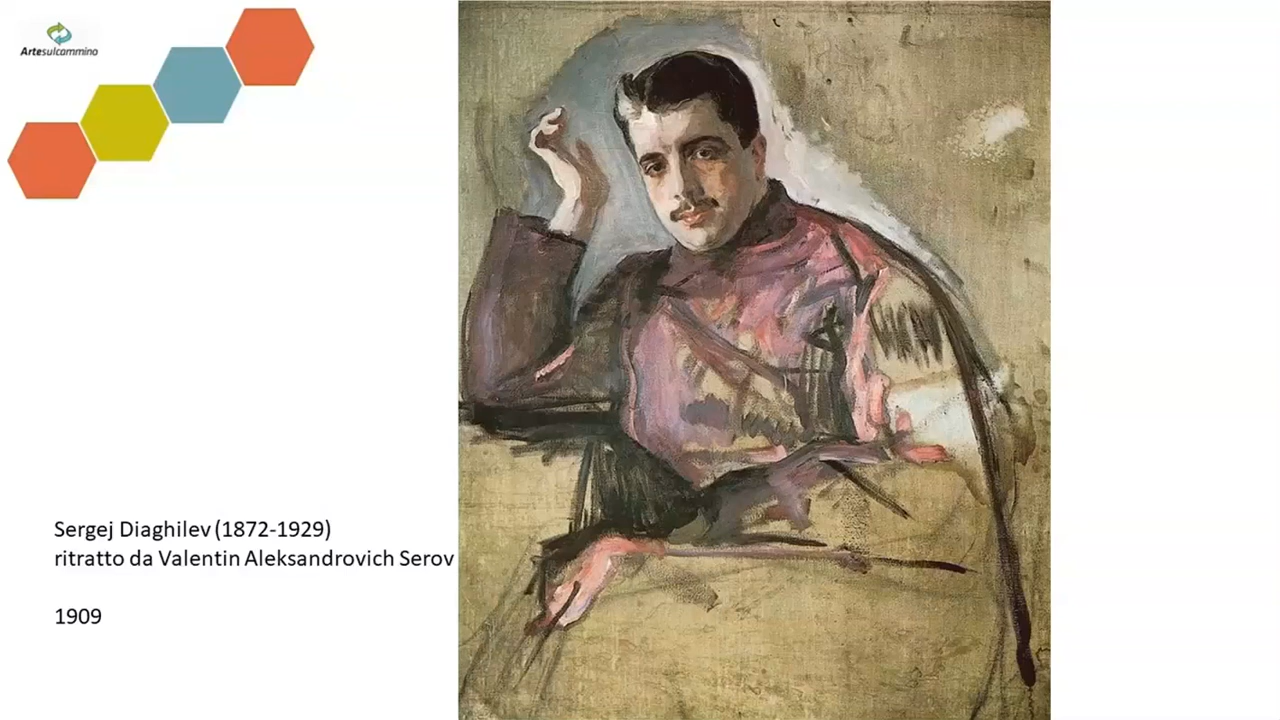 Artesulcammino
Sergej Diaghilev (1872-1929)
ritratto da Valentin Aleksandrovich Serov
1909